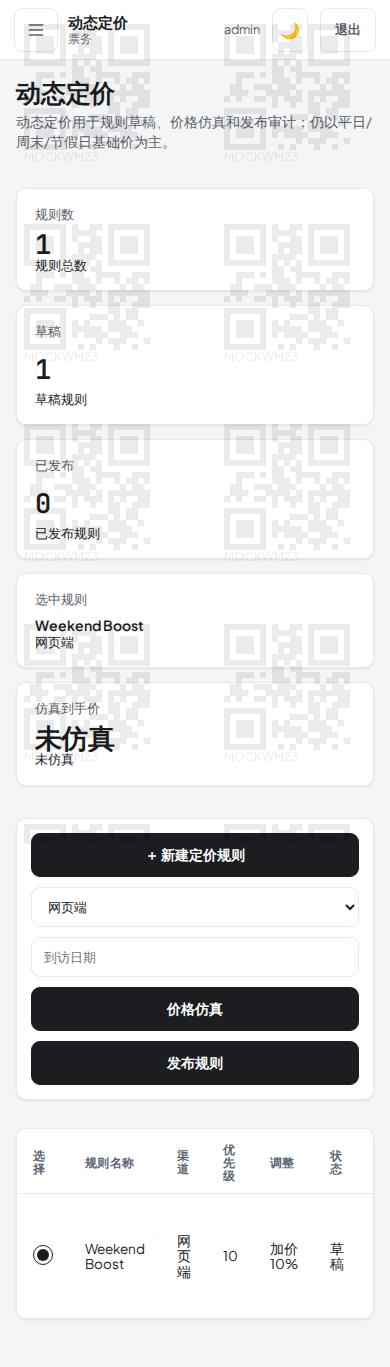 动态定价
票务
admin
退出
动态定价
动态定价用于规则草稿、价格仿真和发布审计；仍以平日/
周末/节假日基础价为主。
MOCKWM23
MOCKWM23
规则数
1
规则总数
草稿
MOCKWM23
MOCKWM23
1
草稿规则
已发布
0
已发布规则
MOCKWM23
MOCKWM23
选中规则
Weekend Boost
网页端
仿真到手价
未仿真
未仿真
MOCKWM23
MOCKWM23
+ 新建定价规则
网页端
到访日期
价格仿真
发布规则
选择
规则名称
渠道
优先级
调整
状态
Weekend
Boost
网页端
10
加价
10%
草稿